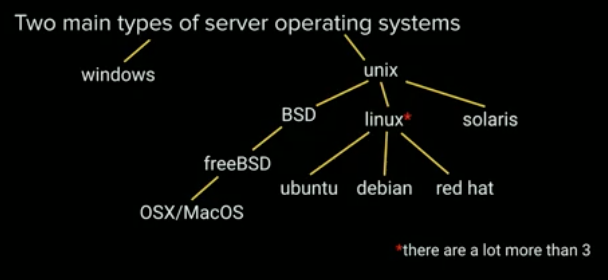 Two main types of server operating systems
windows
unix
BSD
linux*
solaris
freeBSD
ubuntu
debian
red hat
OSX/MacOS
*there are a lot more than 3